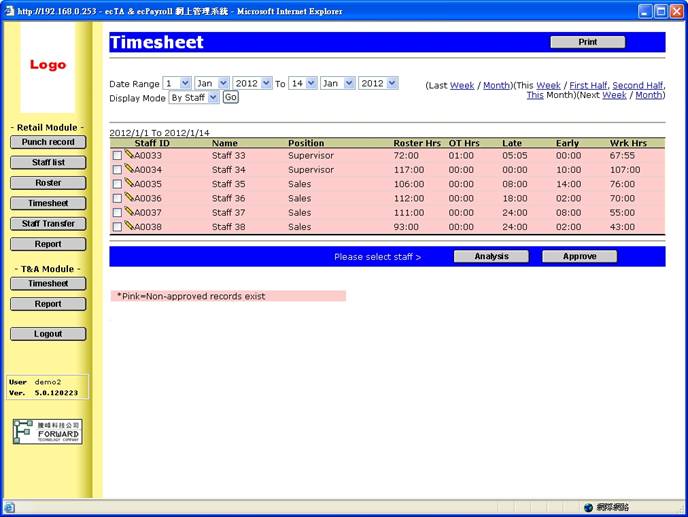 http://192.168.0.253 - ecTA & ecPayroll 網上管理系統 - Microsoft Internet Explorer
Logo
- Retail Module -
Punch record
Staff list
Roster
Timesheet
Staff Transfer
Report
- T&A Module -
Timesheet
Report
Logout
User demo2
Ver. 5.0.120223
騰峰科技公司
FORWARD
TECHNOLOGY COMPANY
Timesheet
Print
Date Range 1 Jan 2012 To 14 Jan 2012
Display Mode By Staff Go
(Last Week / Month)(This Week / First Half, Second Half,
This Month)(Next Week / Month)
2012/1/1 To 2012/1/14
Staff ID Name Position Roster Hrs OT Hrs Late Early Wrk Hrs
A0033 Staff 33 Supervisor 72:00 01:00 05:05 00:00 67:55
A0034 Staff 34 Supervisor 117:00 00:00 00:00 10:00 107:00
A0035 Staff 35 Sales 106:00 00:00 08:00 14:00 76:00
A0036 Staff 36 Sales 112:00 00:00 18:00 02:00 70:00
A0037 Staff 37 Sales 111:00 00:00 24:00 08:00 55:00
A0038 Staff 38 Sales 93:00 00:00 24:00 02:00 43:00
Please select staff > Analysis Approve
*Pink=Non-approved records exist
網際網路